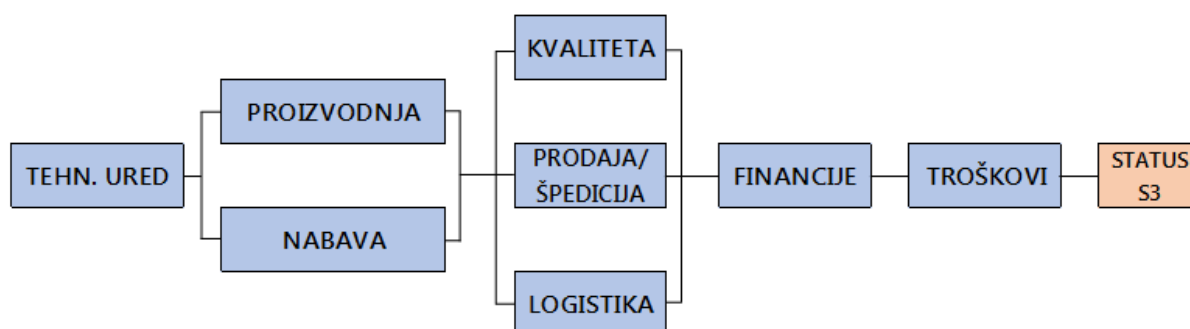 TEHN. URED
PROIZVODNJA
NABAVA
KVALITETA
PRODAJA/
ŠPEDICIJA
LOGISTIKA
FINANCIJE
TROŠKOVI
STATUS
S3